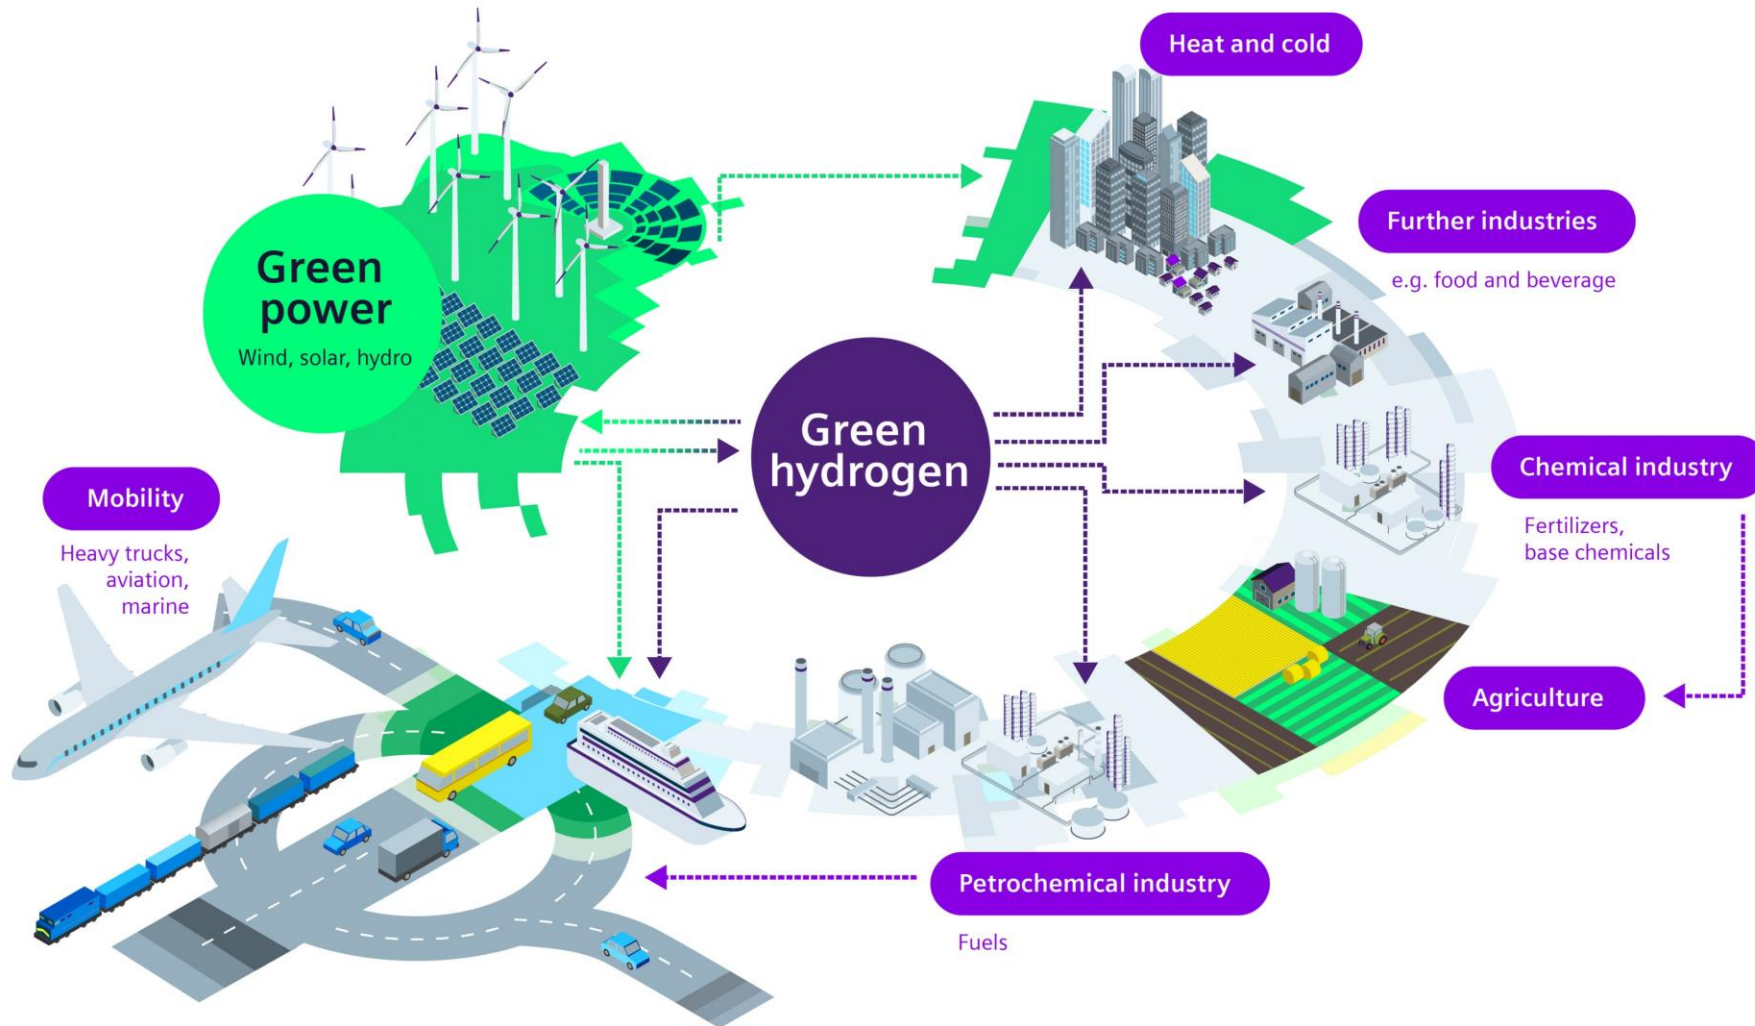 Heat and cold
Further industries
e.g. food and beverage
Green
power
Wind, solar, hydro
Green
hydrogen
Chemical industry
Fertilizers,
base chemicals
Mobility
Heavy trucks,
aviation,
marine
Agriculture
Petrochemical industry
Fuels